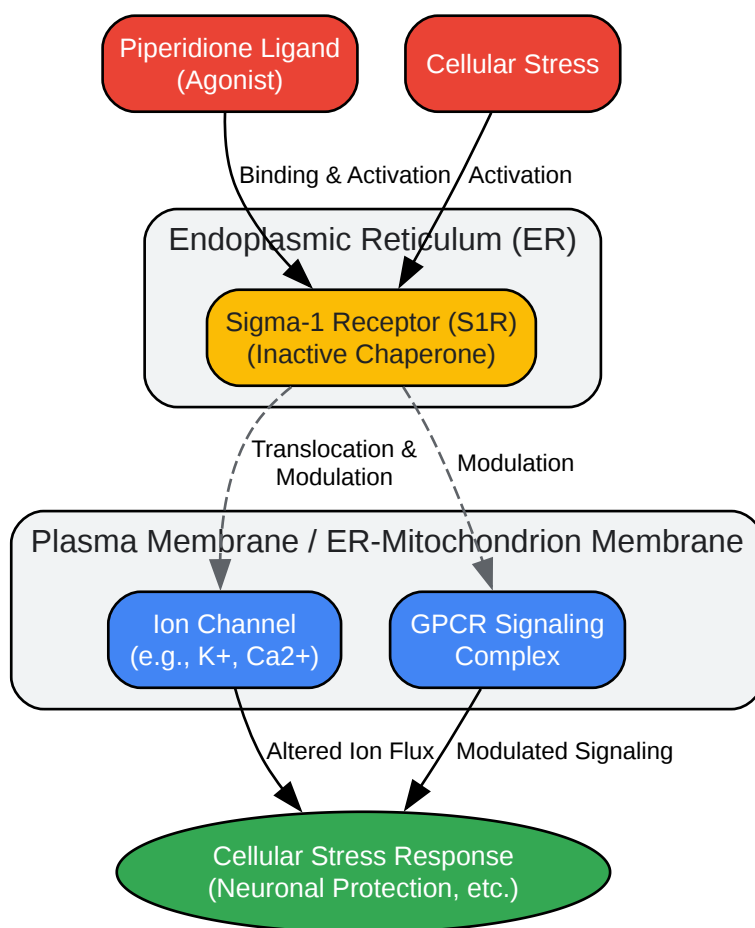 Piperidione Ligand
(Agonist)
Cellular Stress
Binding & Activation
Activation
Endoplasmic Reticulum (ER)
Sigma-1 Receptor (S1R)
(Inactive Chaperone)
Translocation &
Modulation
Modulation
Plasma Membrane / ER-Mitochondrion Membrane
Ion Channel
(e.g., K+, Ca2+)
GPCR Signaling
Complex
Altered Ion Flux
Modulated Signaling
Cellular Stress Response
(Neuronal Protection, etc.)